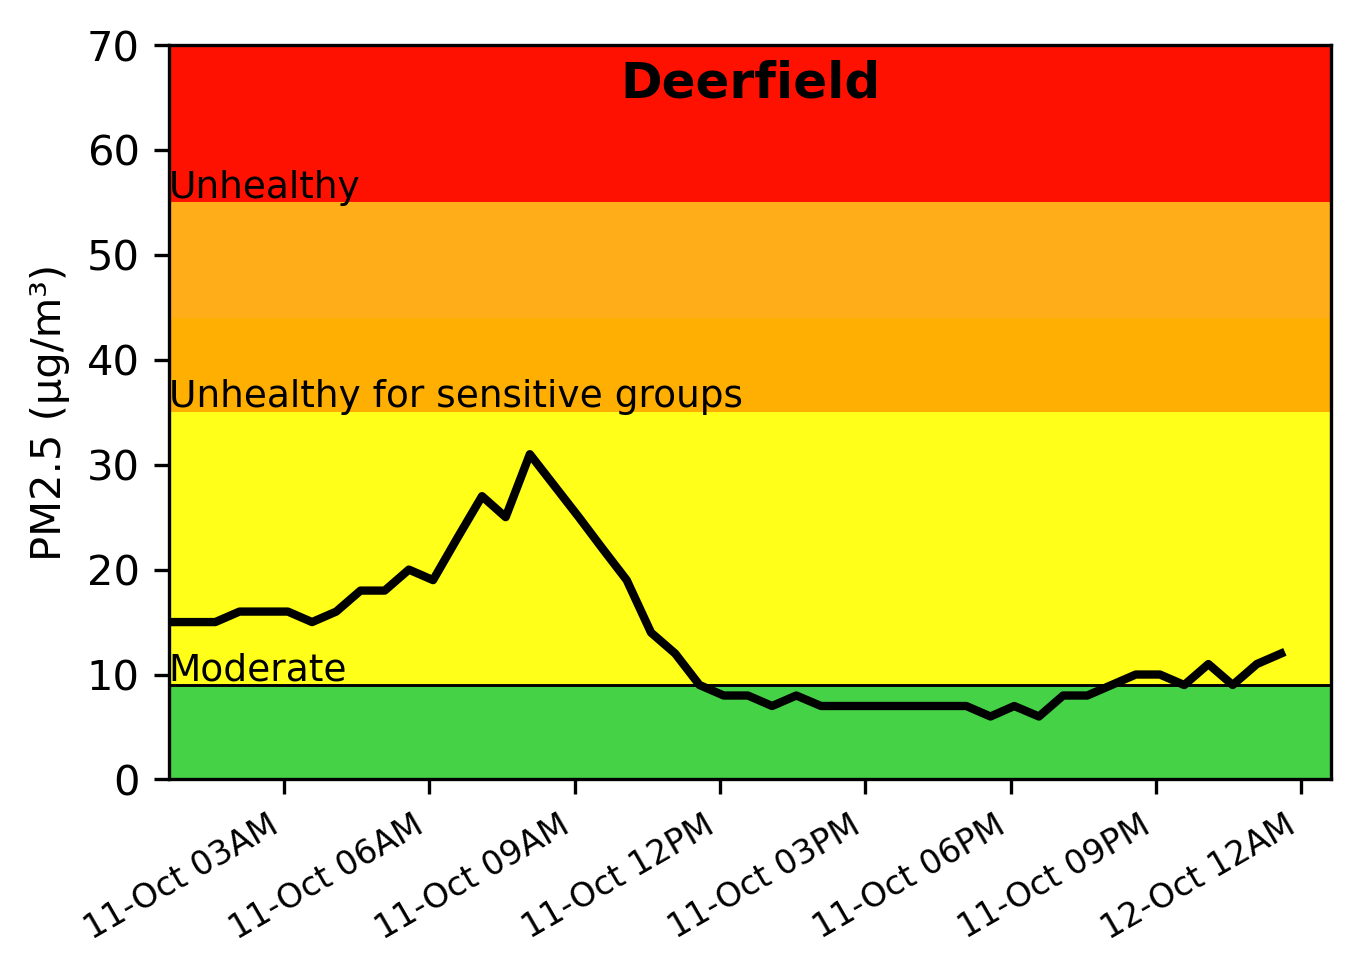 Deerfield
PM2.5 (µg/m³)
70
60
50
40
30
20
10
0
Unhealthy
Unhealthy for sensitive groups
Moderate
11-Oct 03AM
11-Oct 06AM
11-Oct 09AM
11-Oct 12PM
11-Oct 03PM
11-Oct 06PM
11-Oct 09PM
12-Oct 12AM